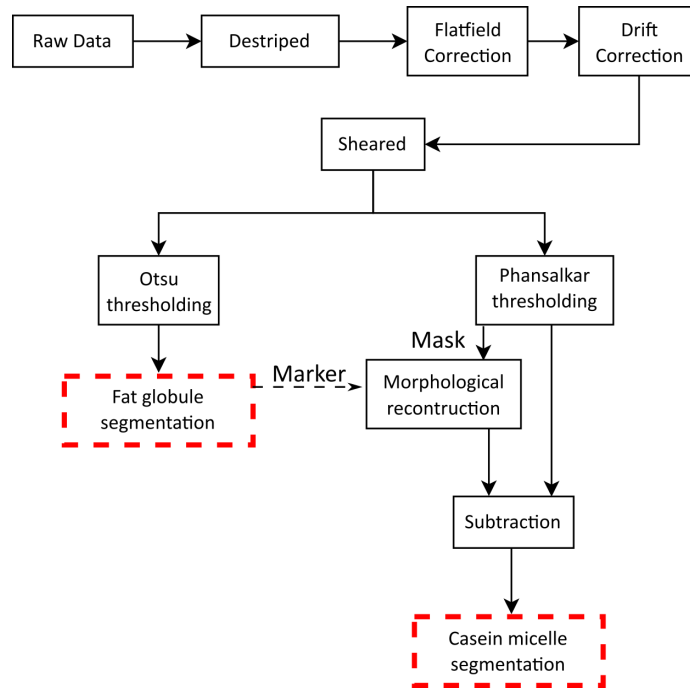 Raw Data
Destriped
Flatfield
Correction
Drift
Correction
Sheared
Otsu
thresholding
Phansalkar
thresholding
Mask
Marker
Fat globule
segmentation
Morphological
recontruction
Subtraction
Casein micelle
segmentation